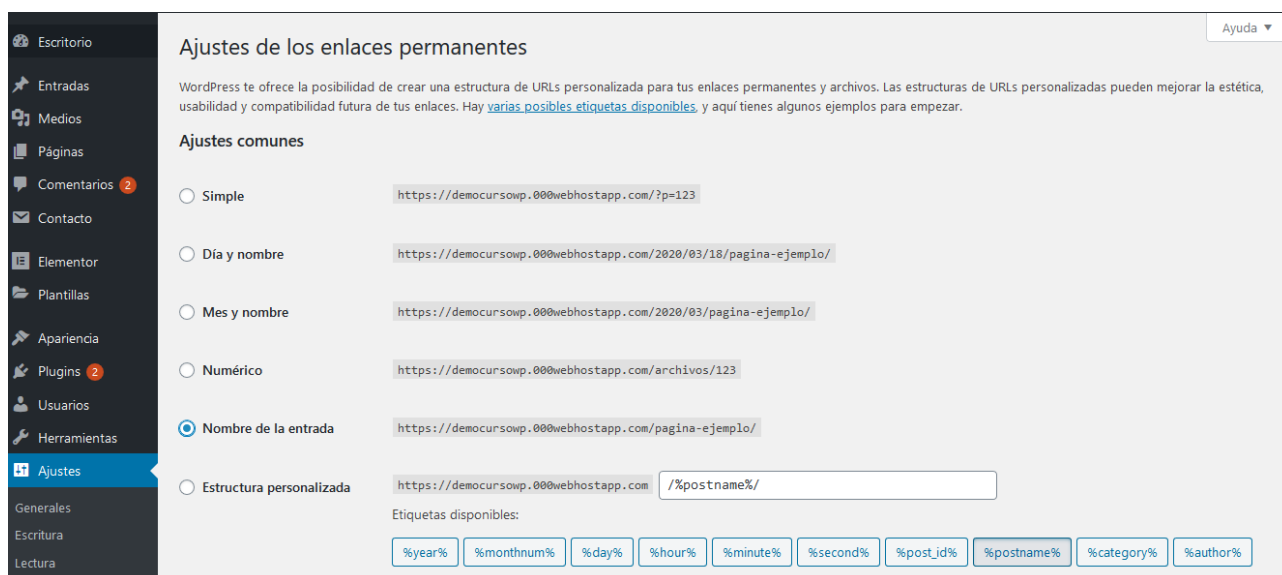 Ayuda ▼
Escritorio
Entradas
Medios
Páginas
Comentarios 2
Contacto
Elementor
Plantillas
Apariencia
Plugins 2
Usuarios
Herramientas
Ajustes
Generales
Escritura
Lectura
Ajustes de los enlaces permanentes
WordPress te ofrece la posibilidad de crear una estructura de URLs personalizada para tus enlaces permanentes y archivos. Las estructuras de URLs personalizadas pueden mejorar la estética,
usabilidad y compatibilidad futura de tus enlaces. Hay varias posibles etiquetas disponibles, y aquí tienes algunos ejemplos para empezar.
Ajustes comunes
Simple https://democursowp.000webhostapp.com/?p=123
Día y nombre https://democursowp.000webhostapp.com/2020/03/18/pagina-ejemplo/
Mes y nombre https://democursowp.000webhostapp.com/2020/03/pagina-ejemplo/
Numérico https://democursowp.000webhostapp.com/archivos/123
Nombre de la entrada https://democursowp.000webhostapp.com/pagina-ejemplo/
Estructura personalizada https://democursowp.000webhostapp.com /%postname%/
Etiquetas disponibles:
%year% %monthnum% %day% %hour% %minute% %second% %post_id% %postname% %category% %author%